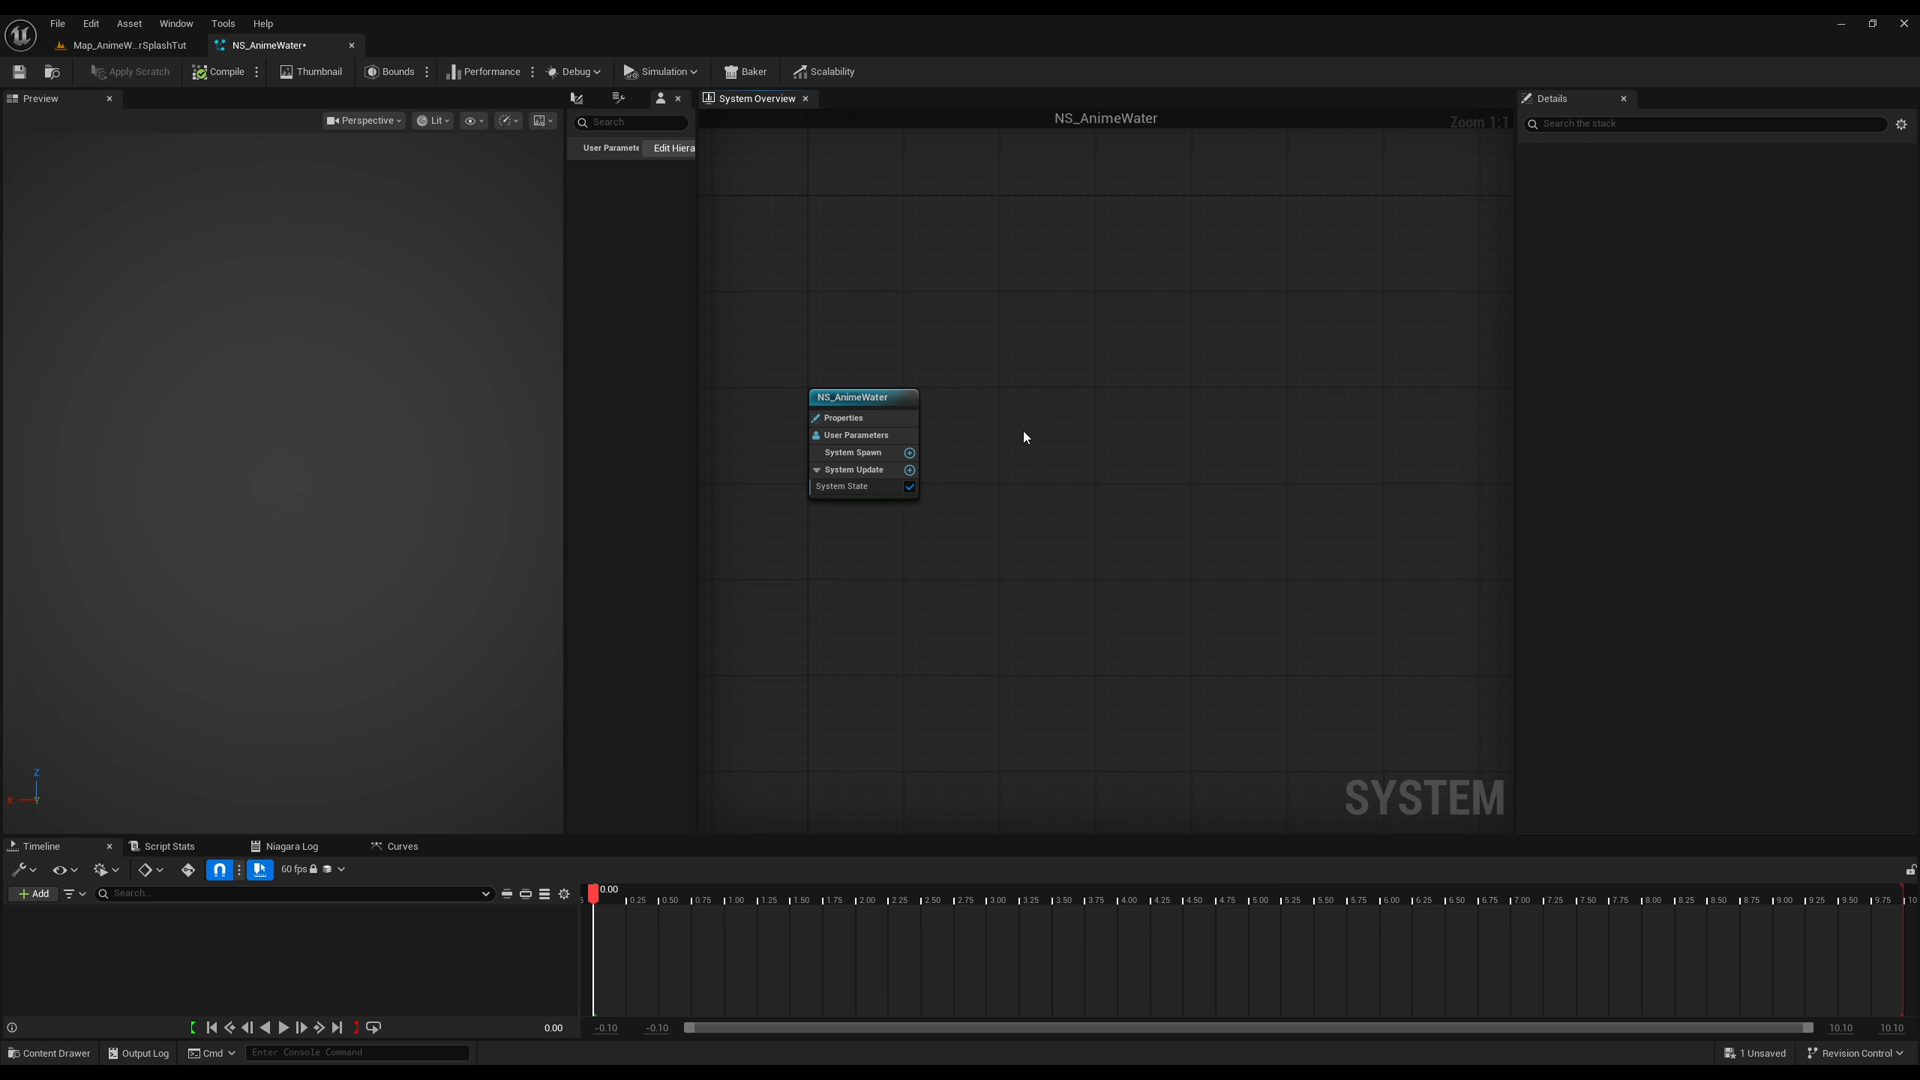 File Edit Asset Window Tools Help
Map_AnimeW...rSplashTut NS_AnimeWater•
Apply Scratch Compile Thumbnail Bounds Performance Debug Simulation Baker Scalability
Preview System Overview Details
Perspective Lit Search NS_AnimeWater Zoom 1:1 Search the stack
User Paramete Edit Hiera
NS_AnimeWater
Properties
User Parameters
System Spawn
System Update
System State
Z
X Y
SYSTEM
Timeline Script Stats Niagara Log Curves
60 fps
+ Add Search... 0.00
5 0.25 0.50 0.75 1.00 1.25 1.50 1.75 2.00 2.25 2.50 2.75 3.00 3.25 3.50 3.75 4.00 4.25 4.50 4.75 5.00 5.25 5.50 5.75 6.00 6.25 6.50 6.75 7.00 7.25 7.50 7.75 8.00 8.25 8.50 8.75 9.00 9.25 9.50 9.75 10
0.00 -0.10 -0.10 10.10 10.10
Content Drawer Output Log Cmd Enter Console Command 1 Unsaved Revision Control